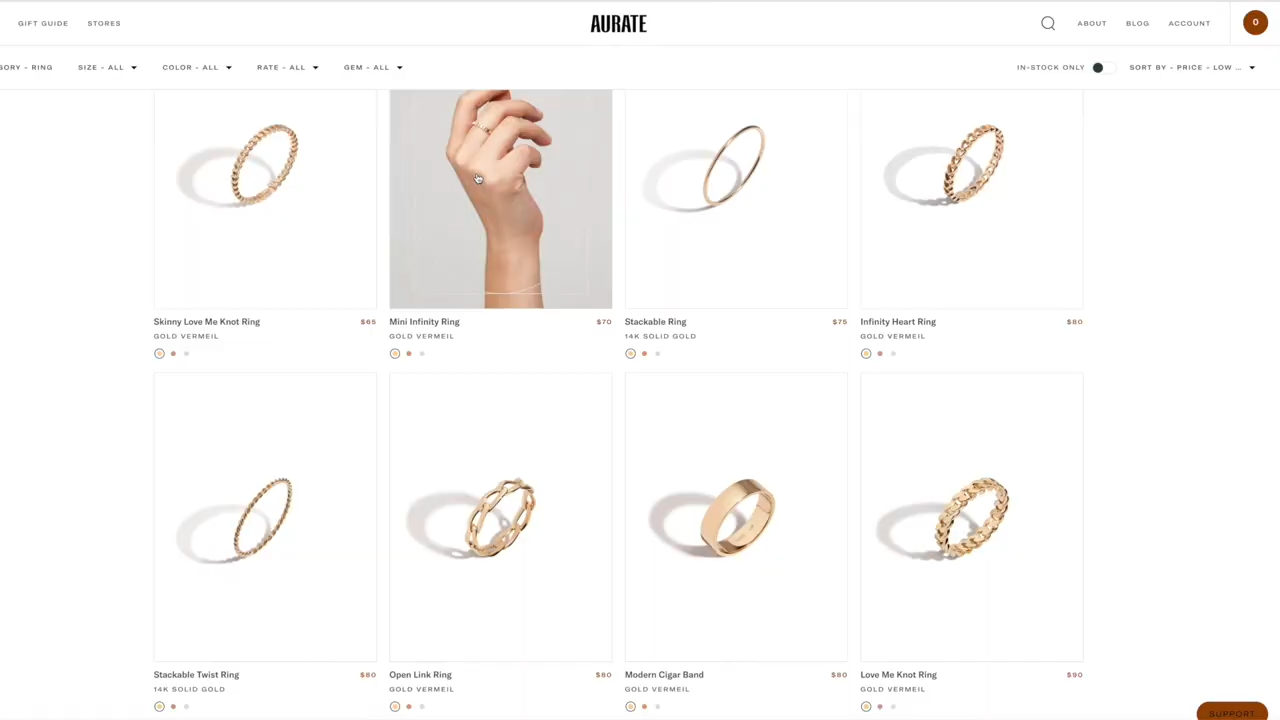 GIFT GUIDE STORES AURATE ABOUT BLOG ACCOUNT 0
GORY - RING SIZE - ALL COLOR - ALL RATE - ALL GEM - ALL IN-STOCK ONLY SORT BY - PRICE - LOW ...
Skinny Love Me Knot Ring $65 Mini Infinity Ring $70 Stackable Ring $75 Infinity Heart Ring $80
GOLD VERMEIL GOLD VERMEIL 14K SOLID GOLD GOLD VERMEIL
Stackable Twist Ring $80 Open Link Ring $80 Modern Cigar Band $80 Love Me Knot Ring $90
14K SOLID GOLD GOLD VERMEIL GOLD VERMEIL GOLD VERMEIL
SUPPORT